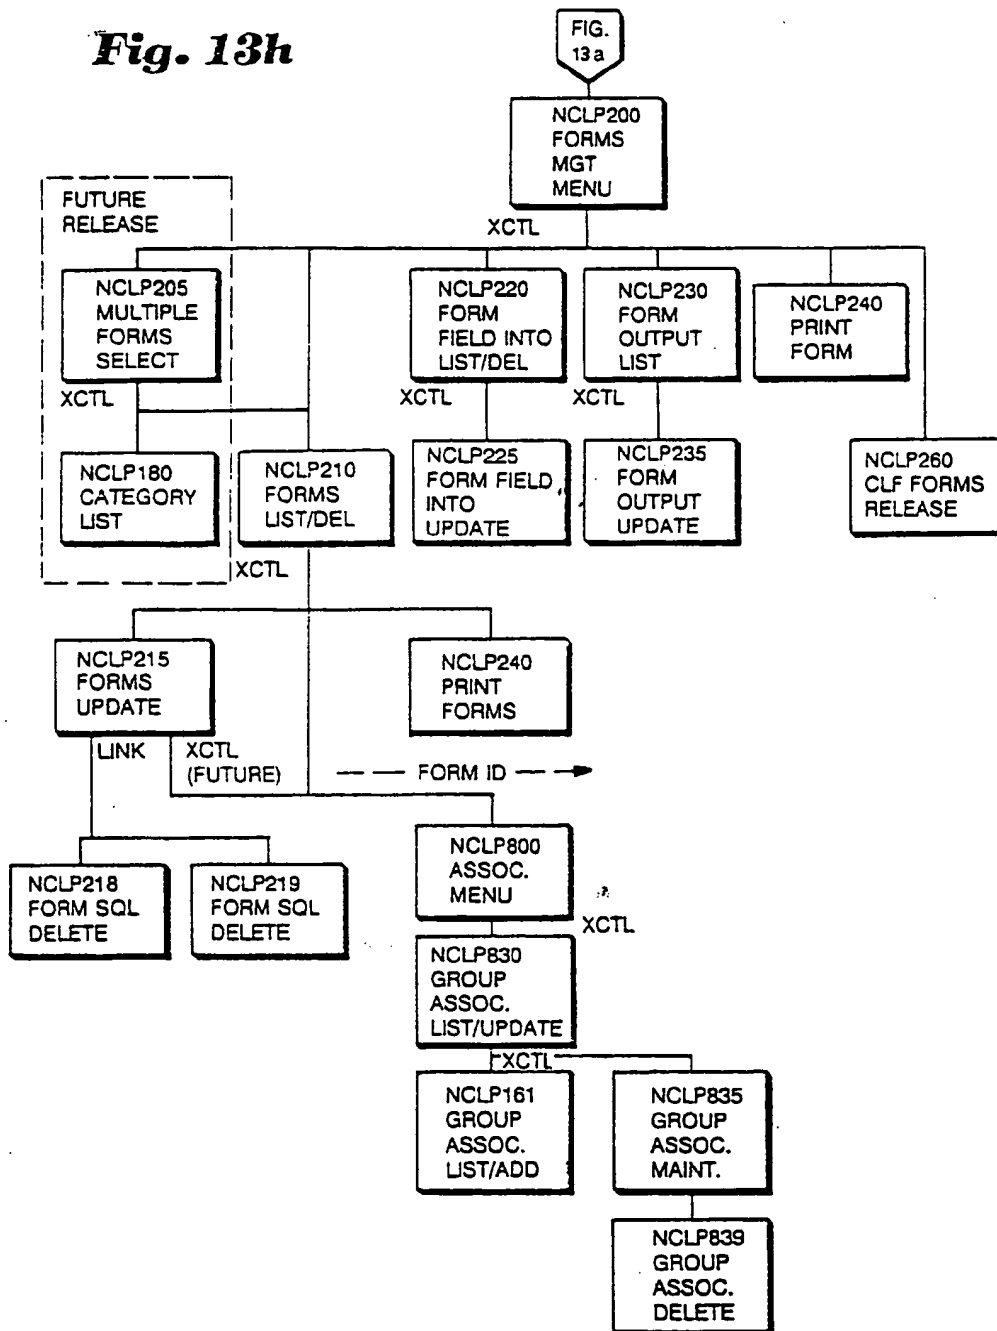 Fig. 13h
FIG.
13a
NCLP200
FORMS
MGT
MENU
XCTL
FUTURE
RELEASE
NCLP205
MULTIPLE
FORMS
SELECT
NCLP220
FORM
FIELD INTO
LIST/DEL
NCLP230
FORM
OUTPUT
LIST
NCLP240
PRINT
FORM
XCTL
XCTL
XCTL
NCLP180
CATEGORY
LIST
NCLP210
FORMS
LIST/DEL
NCLP225
FORM FIELD
INTO
UPDATE
NCLP235
FORM
OUTPUT
UPDATE
NCLP260
CLF FORMS
RELEASE
XCTL
NCLP215
FORMS
UPDATE
NCLP240
PRINT
FORMS
LINK
XCTL
(FUTURE)
FORM ID
NCLP800
ASSOC.
MENU
NCLP218
FORM SQL
DELETE
NCLP219
FORM SQL
DELETE
XCTL
NCLP830
GROUP
ASSOC.
LIST/UPDATE
XCTL
NCLP161
GROUP
ASSOC.
LIST/ADD
NCLP835
GROUP
ASSOC.
MAINT.
NCLP839
GROUP
ASSOC.
DELETE